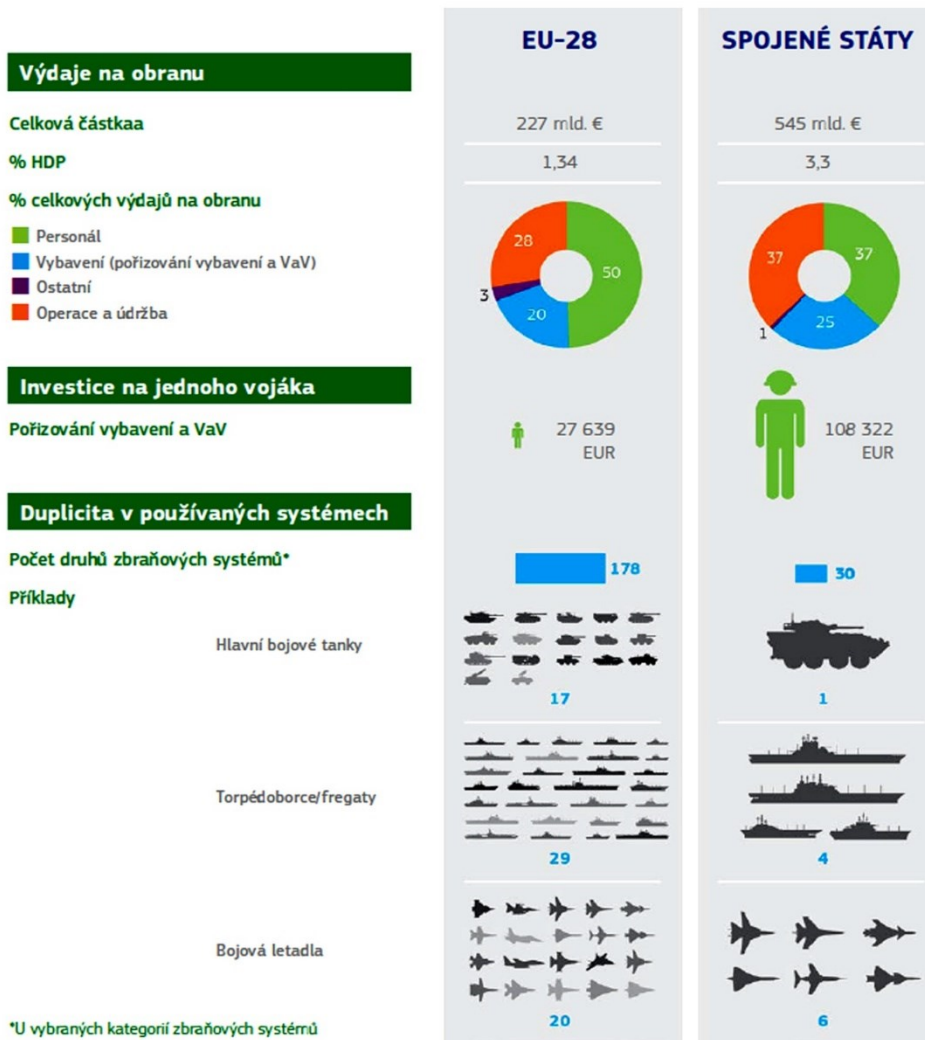 EU-28
SPOJENÉ STÁTY
Výdaje na obranu
Celková částkaa
227 mld. €
545 mld. €
% HDP
1,34
3,3
% celkových výdajů na obranu
Personál
Vybavení (pořizování vybavení a VaV)
Ostatní
Operace a údržba
28
50
3
20
37
37
1
25
Investice na jednoho vojáka
Pořizování vybavení a VaV
27 639
EUR
108 322
EUR
Duplicita v používaných systémech
Počet druhů zbraňových systémů*
178
30
Příklady
Hlavní bojové tanky
17
1
Torpédoborce/fregaty
29
4
Bojová letadla
20
6
*U vybraných kategorií zbraňových systémů